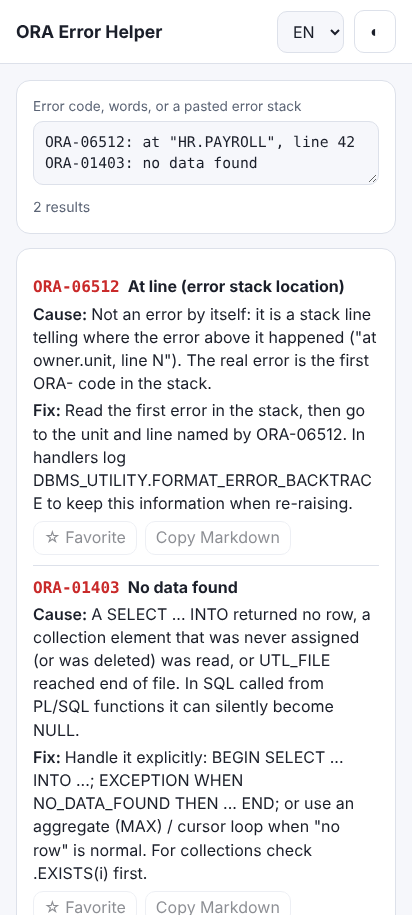 ORA Error Helper
EN
Error code, words, or a pasted error stack
ORA-06512: at "HR.PAYROLL", line 42
ORA-01403: no data found
2 results
ORA-06512 At line (error stack location)
Cause: Not an error by itself: it is a stack line
telling where the error above it happened ("at
owner.unit, line N"). The real error is the first
ORA- code in the stack.
Fix: Read the first error in the stack, then go
to the unit and line named by ORA-06512. In
handlers log
DBMS_UTILITY.FORMAT_ERROR_BACKTRAC
E to keep this information when re-raising.
☆ Favorite Copy Markdown
ORA-01403 No data found
Cause: A SELECT ... INTO returned no row, a
collection element that was never assigned
(or was deleted) was read, or UTL_FILE
reached end of file. In SQL called from
PL/SQL functions it can silently become
NULL.
Fix: Handle it explicitly: BEGIN SELECT ...
INTO ...; EXCEPTION WHEN
NO_DATA_FOUND THEN ... END; or use an
aggregate (MAX) / cursor loop when "no
row" is normal. For collections check
.EXISTS(i) first.
☆ Favorite Copy Markdown